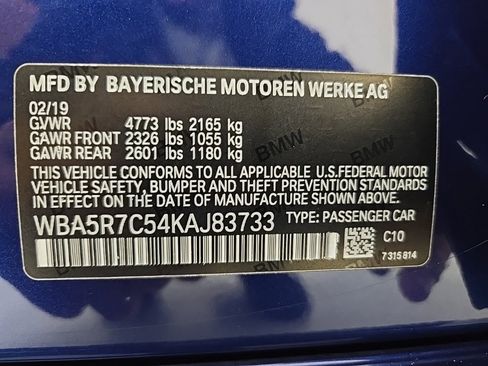 MFD BY BAYERISCHE MOTOREN WERKE AG
02/19
GVWR 4773 lbs 2165 kg
GAWR FRONT 2326 lbs 1055 kg
GAWR REAR 2601 lbs 1180 kg
THIS VEHICLE CONFORMS TO ALL APPLICABLE U.S.FEDERAL MOTOR
VEHICLE SAFETY, BUMPER AND THEFT PREVENTION STANDARDS
IN EFFECT ON THE DATE OF MANUFACTURE SHOWN ABOVE.
WBA5R7C54KAJ83733 TYPE: PASSENGER CAR
C10
7315814
BMW
BMW